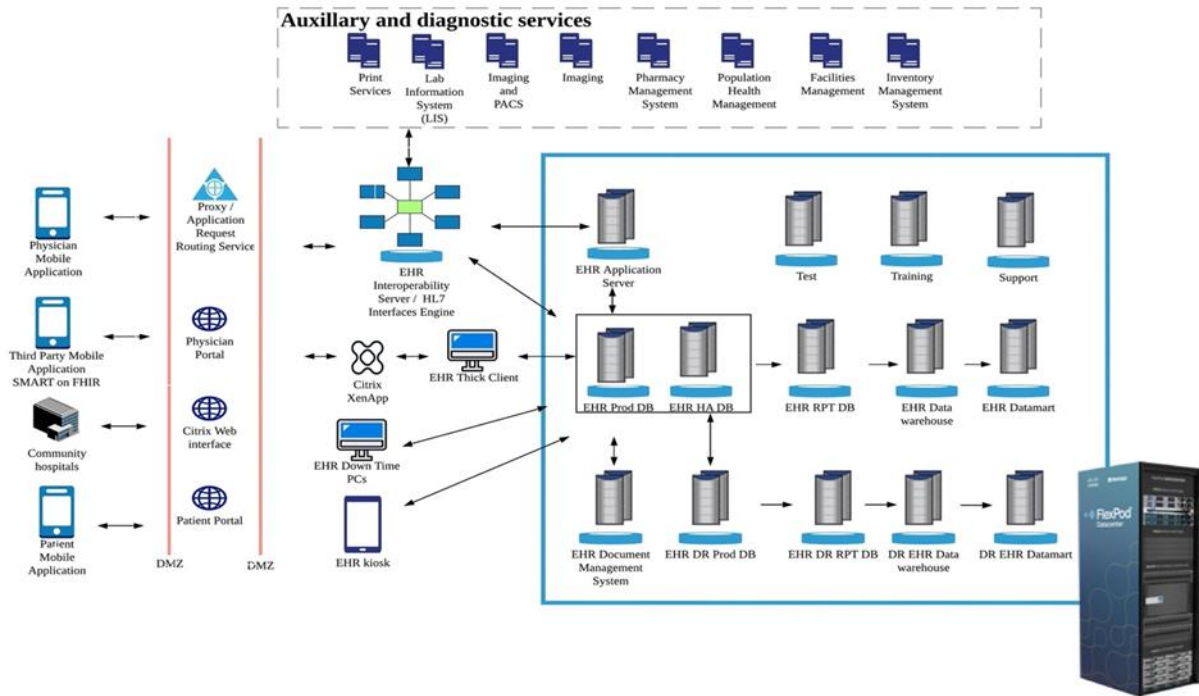 Auxillary and diagnostic services
Print
Services
Lab
Information
System
(LIS)
Imaging
and
PACS
Imaging
Pharmacy
Management
System
Population
Health
Management
Facilities
Management
Inventory
Management
System
Physician
Mobile
Application
Third Party Mobile
Application
SMART on FHIR
Community
hospitals
Patient
Mobile
Application
Proxy /
Application
Request
Routing Service
Physician
Portal
Citrix Web
interface
Patient Portal
DMZ
DMZ
EHR
Interoperability
Server / HL7
Interfaces Engine
Citrix
XenApp
EHR Thick Client
EHR Down Time
PCs
EHR kiosk
EHR Application
Server
Test
Training
Support
EHR Prod DB
EHR HA DB
EHR RPT DB
EHR Data
warehouse
EHR Datamart
EHR Document
Management
System
EHR DR Prod DB
EHR DR RPT DB
DR EHR Data
warehouse
DR EHR Datamart
FlexPod
Datacenter